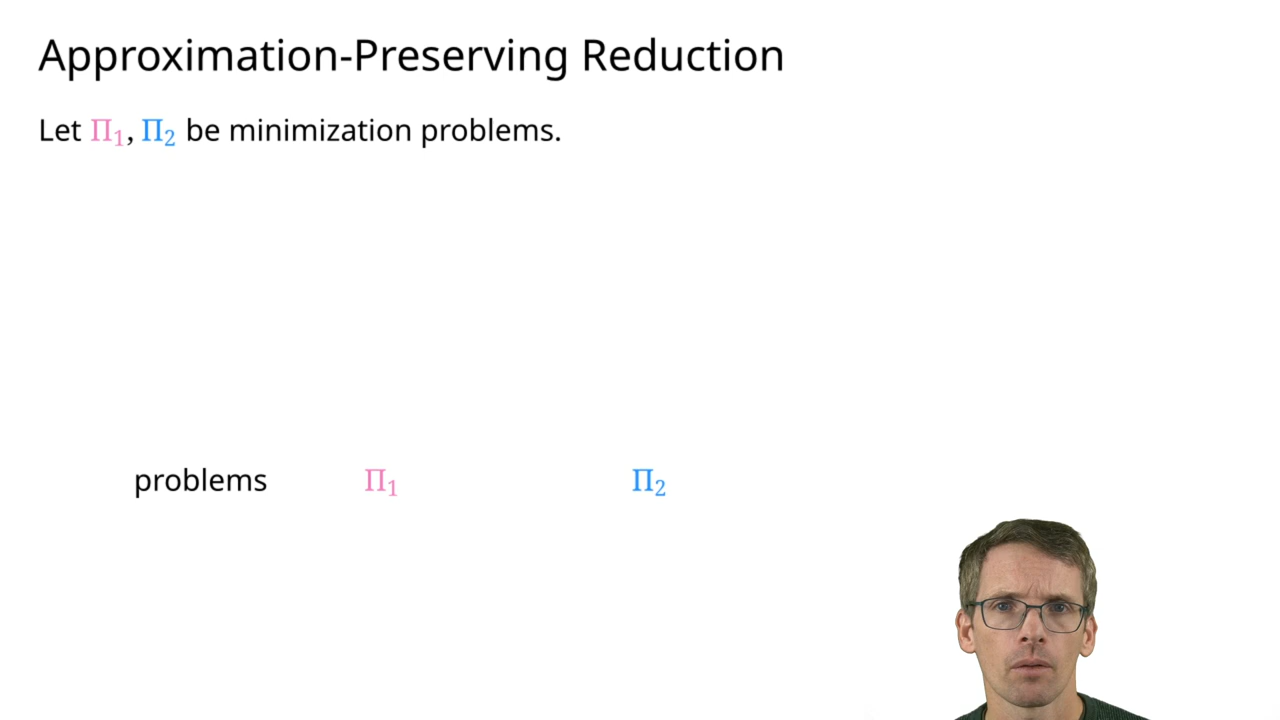 Approximation-Preserving Reduction
Let Π₁, Π₂ be minimization problems.
problems Π₁ Π₂